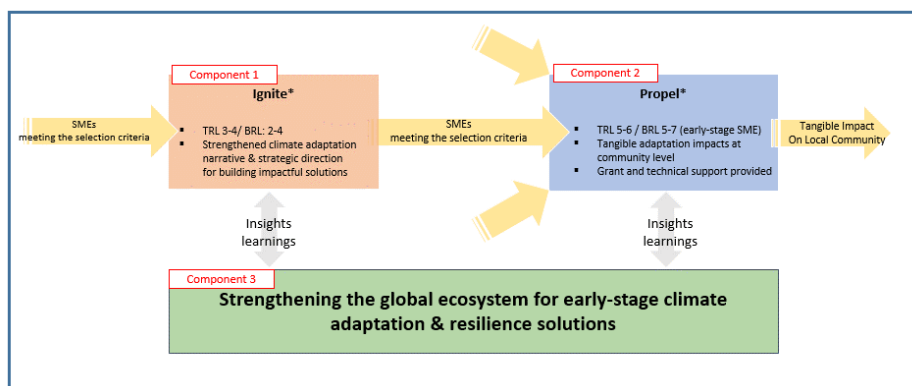 Component 1
Ignite*
▪ TRL 3-4/ BRL: 2-4
▪ Strengthened climate adaptation
narrative & strategic direction
for building impactful solutions
SMEs
meeting the selection criteria
SMEs
meeting the selection criteria
Component 2
Propel*
▪ TRL 5-6 / BRL 5-7 (early-stage SME)
▪ Tangible adaptation impacts at
community level
▪ Grant and technical support provided
Tangible Impact
On Local Community
Insights
learnings
Insights
learnings
Component 3
Strengthening the global ecosystem for early-stage climate
adaptation & resilience solutions